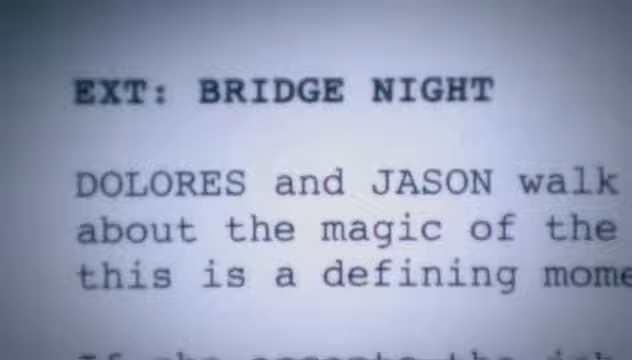 EXT: BRIDGE NIGHT
DOLORES and JASON walk
about the magic of the
this is a defining